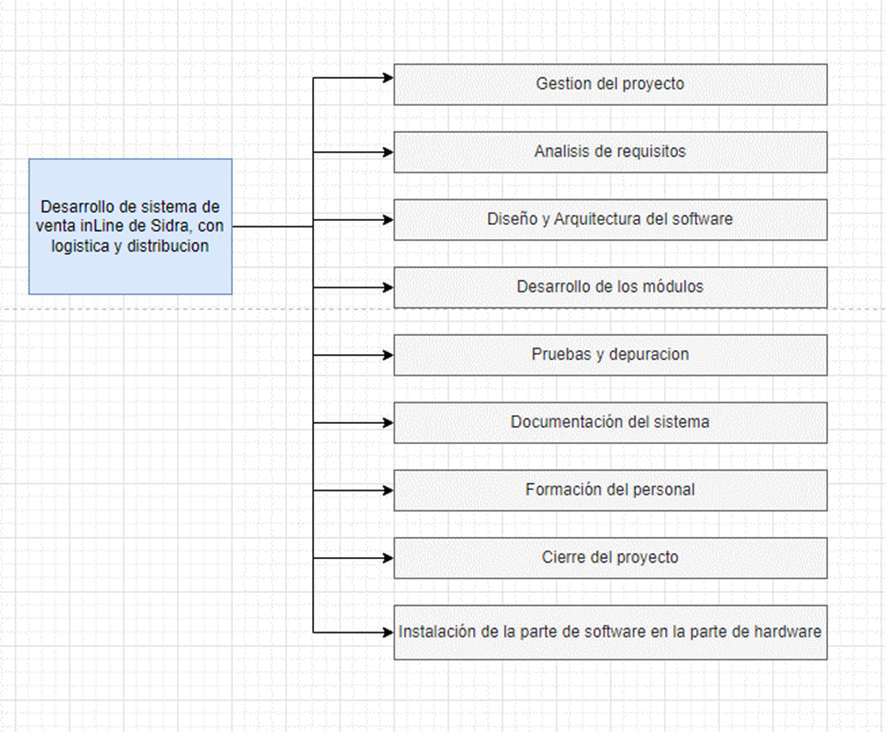 Gestion del proyecto
Analisis de requisitos
Desarrollo de sistema de
venta inLine de Sidra, con
logistica y distribucion
Diseño y Arquitectura del software
Desarrollo de los módulos
Pruebas y depuracion
Documentación del sistema
Formación del personal
Cierre del proyecto
Instalación de la parte de software en la parte de hardware